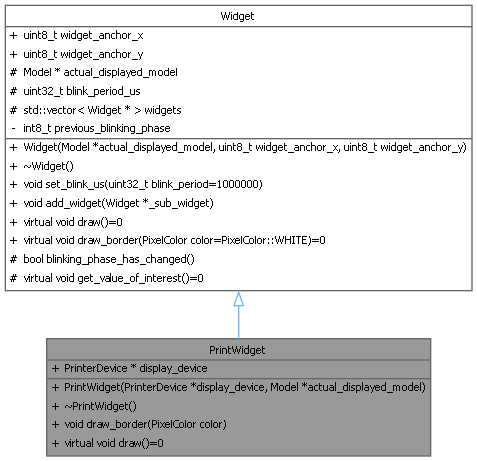 Widget
+ uint8_t widget_anchor_x
+ uint8_t widget_anchor_y
# Model * actual_displayed_model
# uint32_t blink_period_us
# std::vector< Widget * > widgets
- int8_t previous_blinking_phase
+ Widget(Model *actual_displayed_model, uint8_t widget_anchor_x, uint8_t widget_anchor_y)
+ ~Widget()
+ void set_blink_us(uint32_t blink_period=1000000)
+ void add_widget(Widget *_sub_widget)
+ virtual void draw()=0
+ virtual void draw_border(PixelColor color=PixelColor::WHITE)=0
# bool blinking_phase_has_changed()
# virtual void get_value_of_interest()=0
PrintWidget
+ PrinterDevice * display_device
+ PrintWidget(PrinterDevice *display_device, Model *actual_displayed_model)
+ ~PrintWidget()
+ void draw_border(PixelColor color)
+ virtual void draw()=0